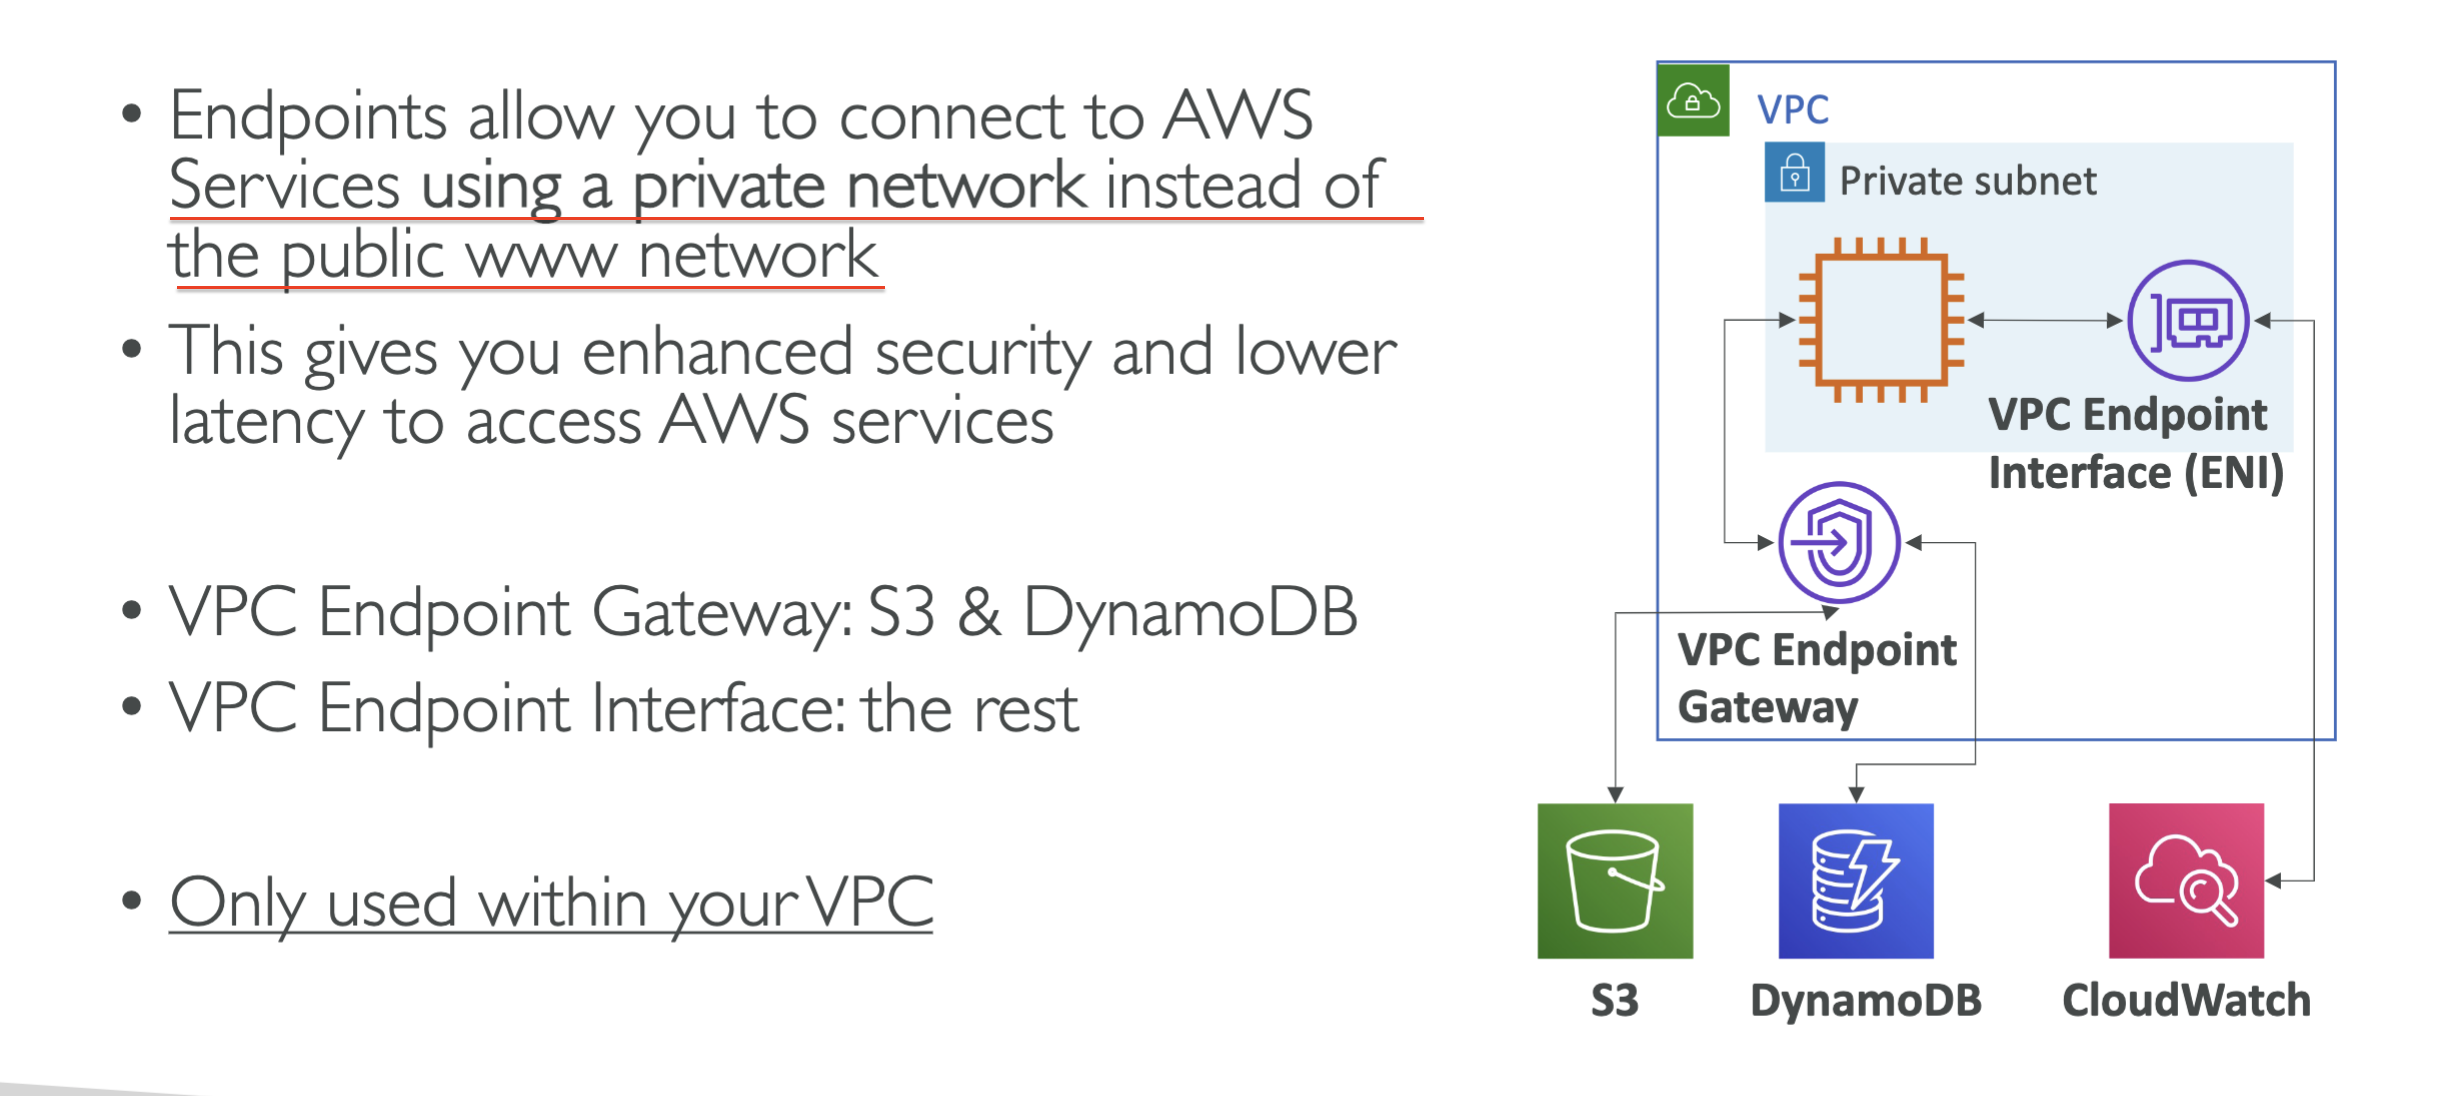 • Endpoints allow you to connect to AWS
Services using a private network instead of
the public www network
• This gives you enhanced security and lower
latency to access AWS services
• VPC Endpoint Gateway: S3 & DynamoDB
• VPC Endpoint Interface: the rest
• Only used within your VPC
VPC
Private subnet
VPC Endpoint
Interface (ENI)
VPC Endpoint
Gateway
S3
DynamoDB
CloudWatch